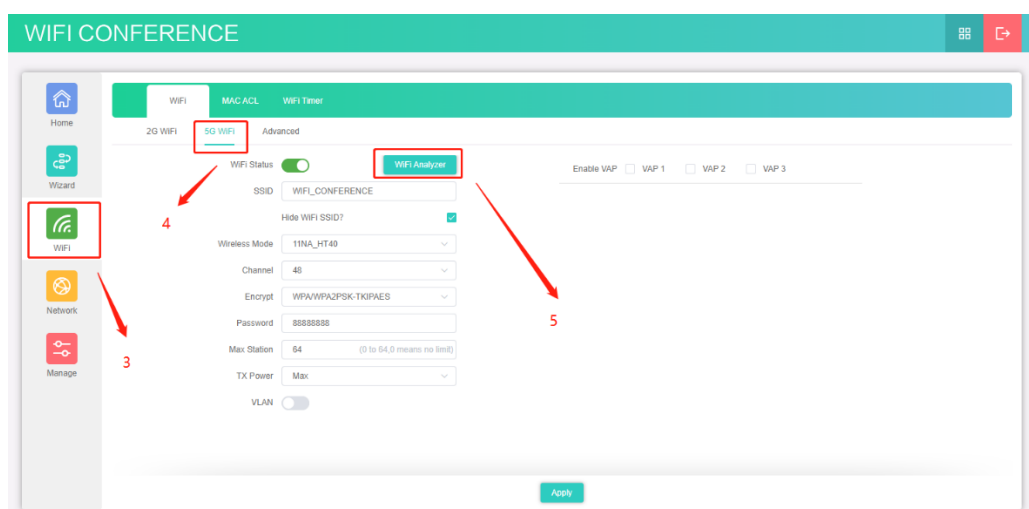 WIFI CONFERENCE
Home
Wizard
WiFi
Network
Manage
WiFi MAC ACL WiFi Timer
2G WiFi 5G WiFi Advanced
WiFi Status WiFi Analyzer Enable VAP VAP 1 VAP 2 VAP 3
SSID WIFI_CONFERENCE
Hide WiFi SSID?
Wireless Mode 11NA_HT40
Channel 48
Encrypt WPA/WPA2PSK-TKIPAES
Password 88888888
Max Station 64 (0 to 64,0 means no limit)
TX Power Max
VLAN
4
5
3
Apply